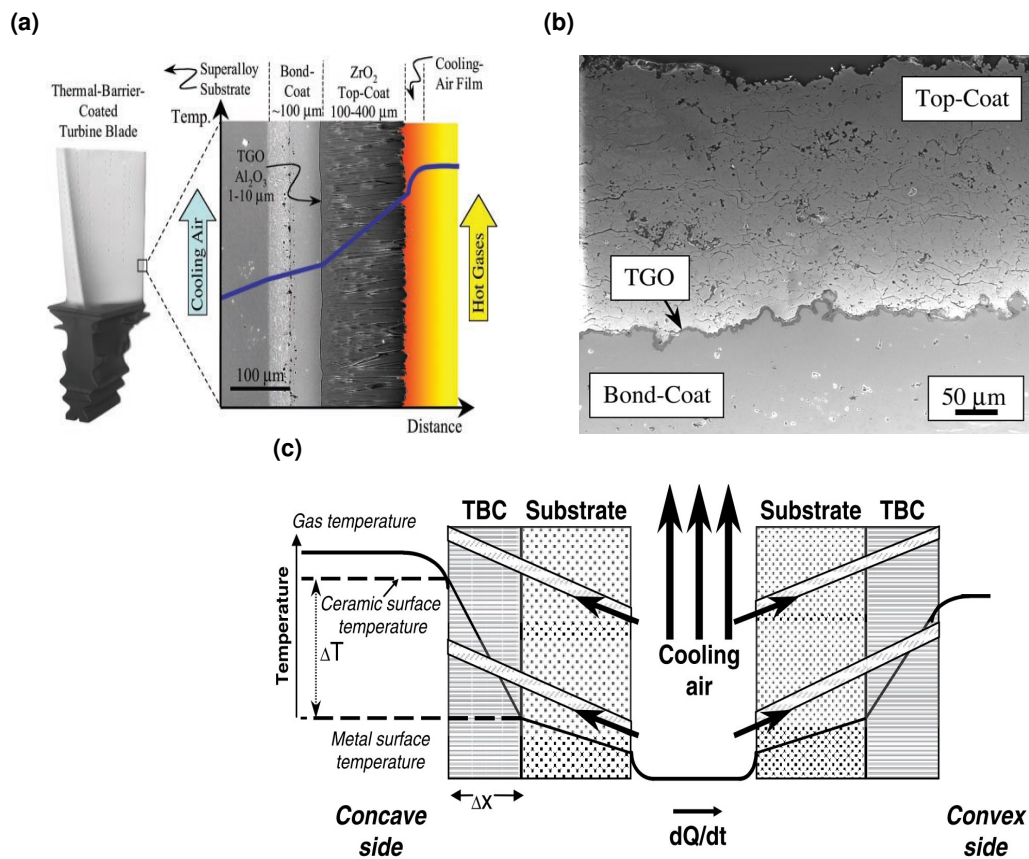 (a)
Thermal-Barrier-
Coated
Turbine Blade
Superalloy
Substrate
Temp.
Bond-
Coat
~100 μm
ZrO2
Top-Coat
100-400 μm
Cooling-
Air Film
TGO
Al2O3
1-10 μm
Cooling Air
Hot Gases
100 μm
Distance
(b)
Top-Coat
TGO
Bond-Coat
50 μm
(c)
TBC
Substrate
Substrate
TBC
Gas temperature
Temperature
Ceramic surface
temperature
ΔT
Metal surface
temperature
Cooling
air
Δx
dQ/dt
Concave
side
Convex
side